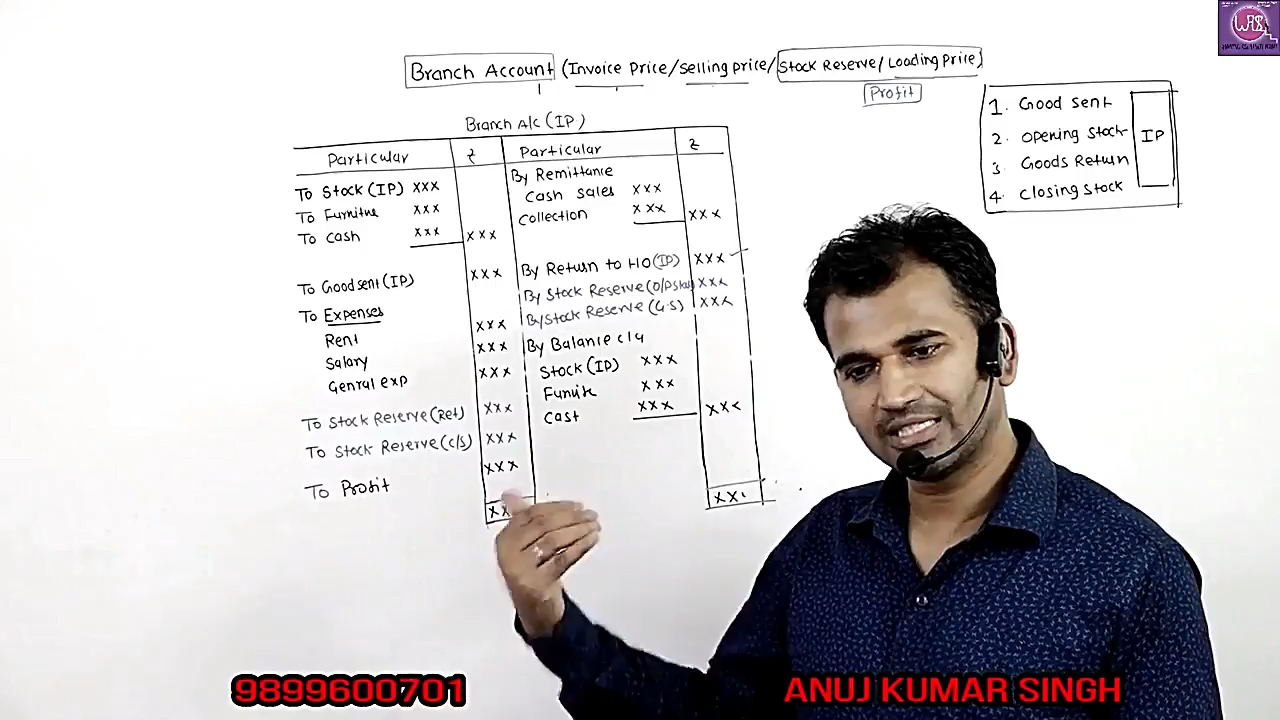 Branch Account (Invoice Price/Selling price/Stock Reserve/Loading Price)
Profit
1. Good sent
2. Opening Stock
3. Goods Return
4. Closing stock
IP
Branch A/c (IP)
Particular ₹ Particular ₹
To Stock (IP) xxx
To Furnitue xxx
To Cash xxx xxx
To Good sent (IP) xxx
To Expenses
xxx
Rent xxx
Salary xxx
Genral exp
To Stock Reserve (Ret) xxx
To Stock Reserve (c/s) xxx
xxx
To Profit
By Remittance
Cash sales xxx
Collection xxx xxx
By Return to HO (IP) xxx
By Stock Reserve (O/P Stock) xxx
By Stock Reserve (G.S) xxx
By Balance c/d
Stock (IP) xxx
xxx
Cast xxx xxx
9899600701
ANUJ KUMAR SINGH